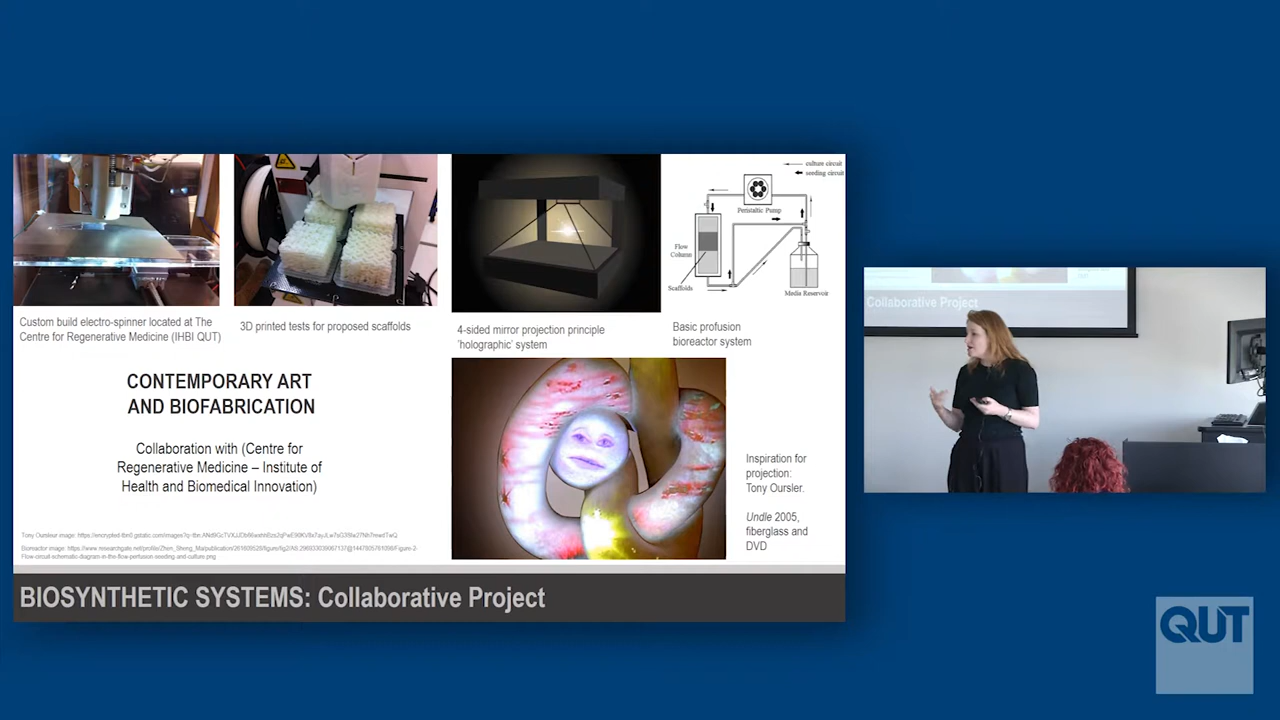 culture circuit
seeding circuit
Peristaltic Pump
Flow
Column
Scaffolds
Media Reservoir
Custom build electro-spinner located at The
Centre for Regenerative Medicine (IHBI QUT)
3D printed tests for proposed scaffolds
4-sided mirror projection principle
'holographic' system
Basic profusion
bioreactor system
CONTEMPORARY ART
AND BIOFABRICATION
Collaboration with (Centre for
Regenerative Medicine – Institute of
Health and Biomedical Innovation)
Inspiration for
projection:
Tony Oursler.
Undle 2005,
fiberglass and
DVD
BIOSYNTHETIC SYSTEMS: Collaborative Project
Collaborative Project
QUT